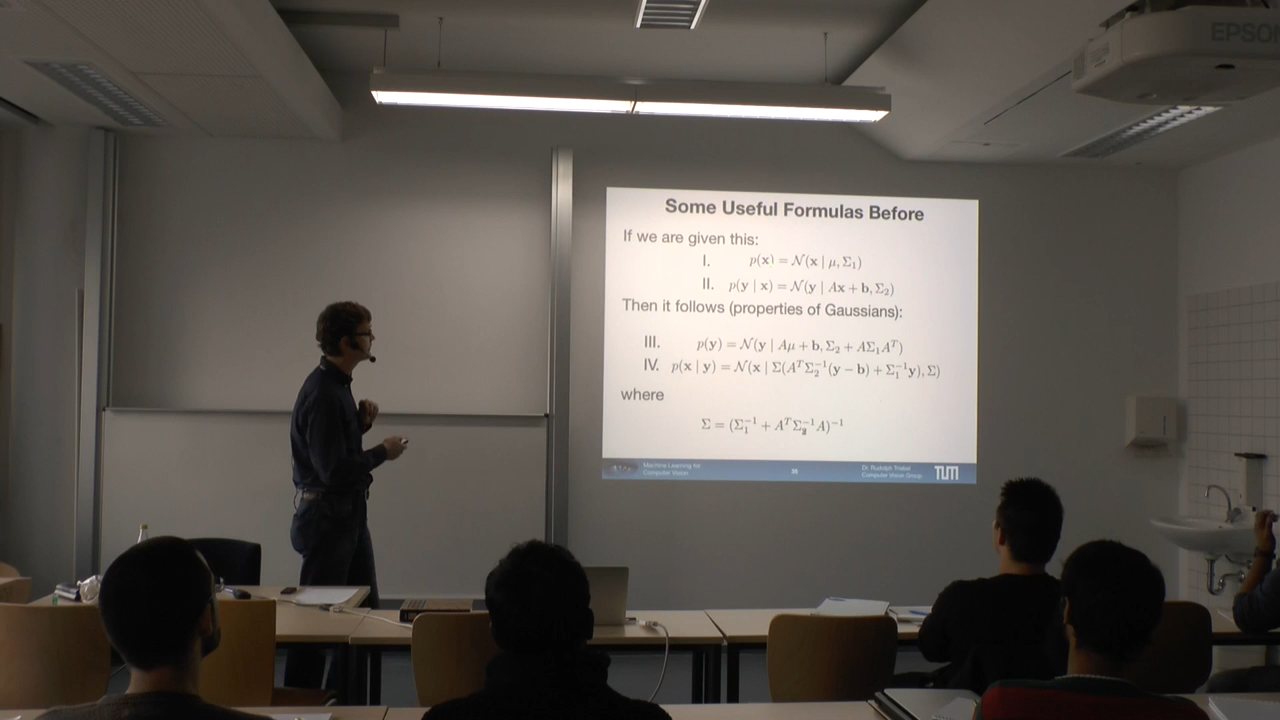 EPSON
Some Useful Formulas Before
If we are given this:
I. p(x) = N(x | μ, Σ₁)
II. p(y | x) = N(y | Ax + b, Σ₂)
Then it follows (properties of Gaussians):
III. p(y) = N(y | Aμ + b, Σ₂ + AΣ₁Aᵀ)
IV. p(x | y) = N(x | Σ(AᵀΣ₂⁻¹(y − b) + Σ₁⁻¹y), Σ)
where
Σ = (Σ₁⁻¹ + AᵀΣ₂⁻¹A)⁻¹
Machine Learning for
Computer Vision
Dr. Rudolph Triebel
Computer Vision Group
TUM